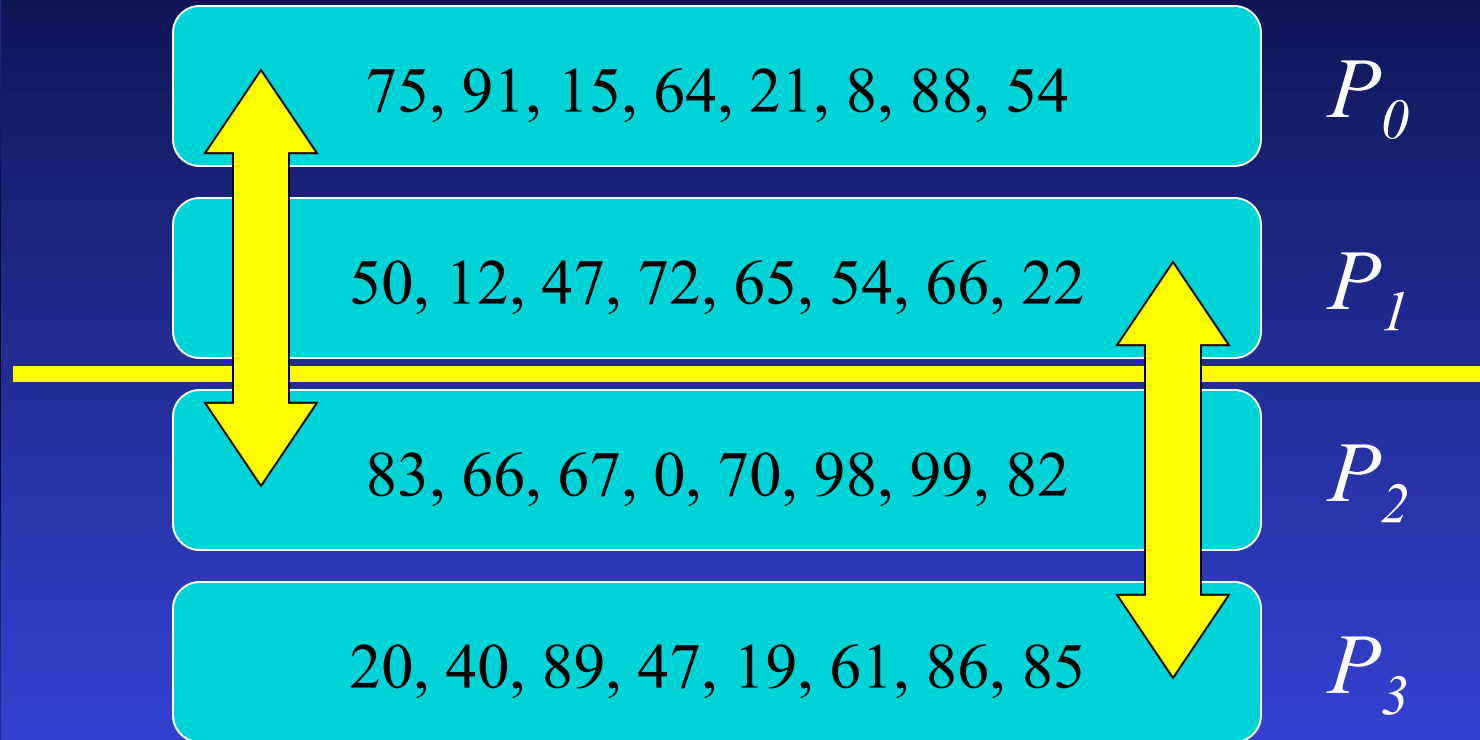 75, 91, 15, 64, 21, 8, 88, 54 P0
50, 12, 47, 72, 65, 54, 66, 22 P1
83, 66, 67, 0, 70, 98, 99, 82 P2
20, 40, 89, 47, 19, 61, 86, 85 P3